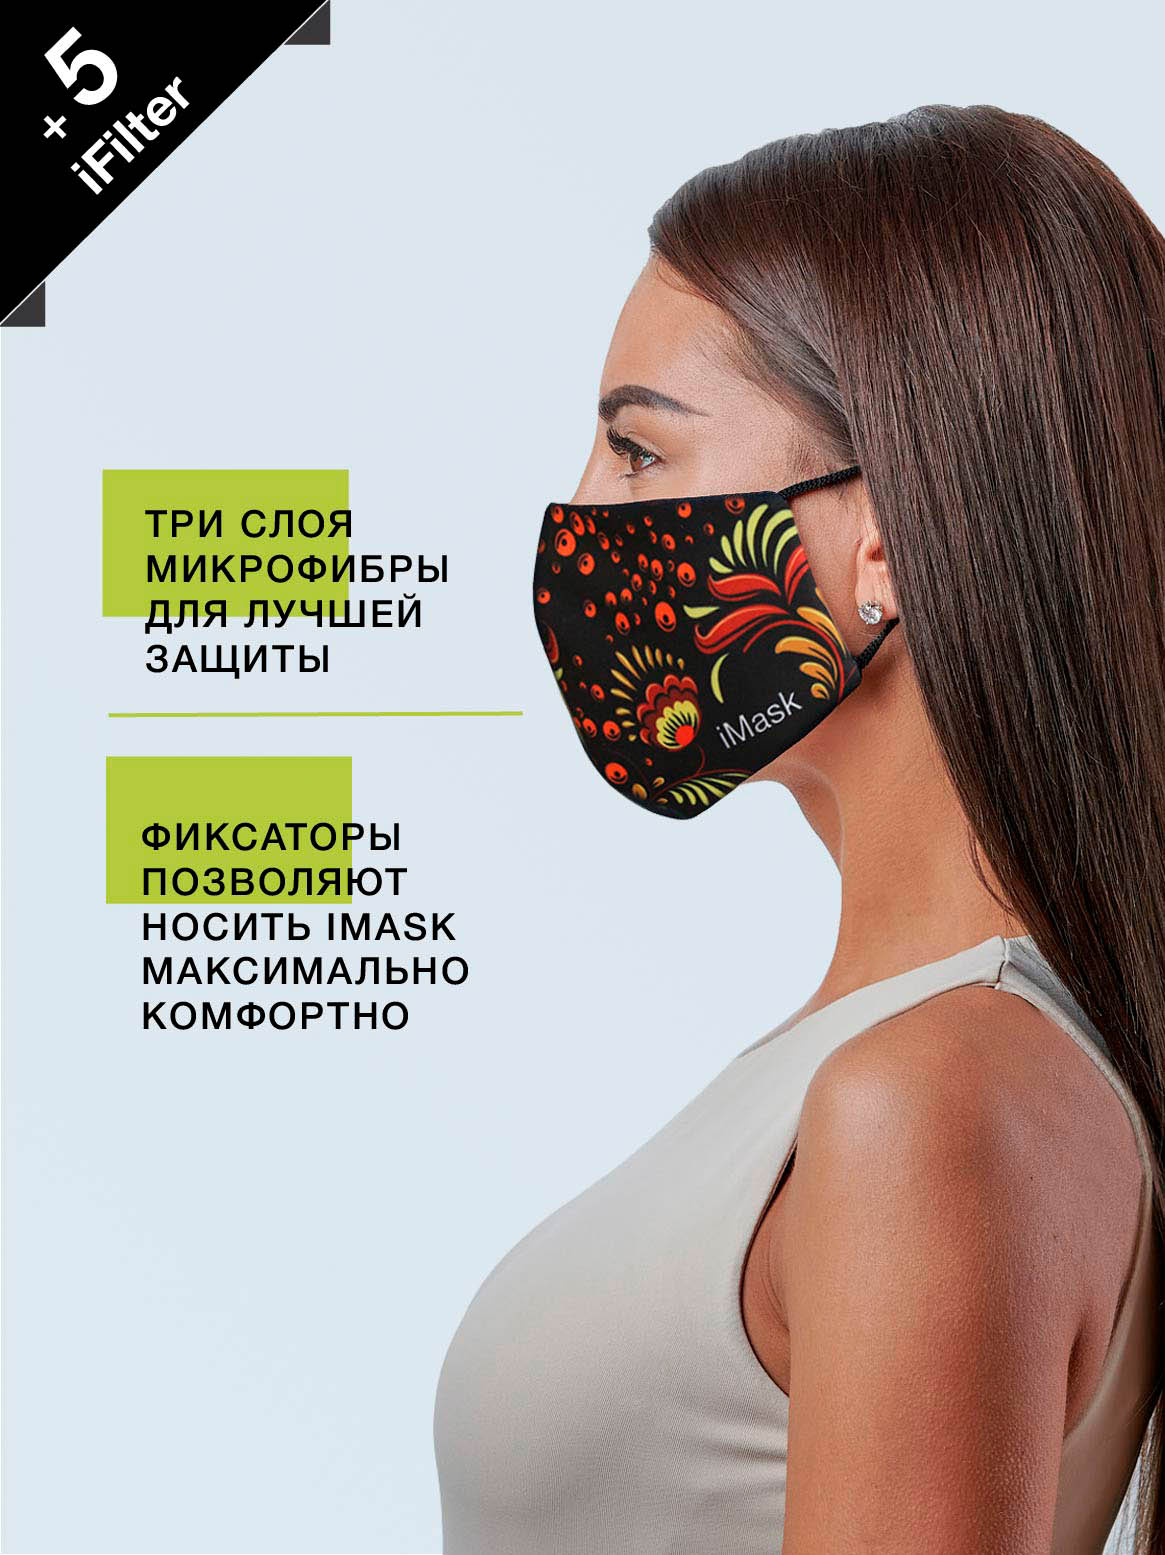 + 5
iFilter
ТРИ СЛОЯ
МИКРОФИБРЫ
ДЛЯ ЛУЧШЕЙ
ЗАЩИТЫ
ФИКСАТОРЫ
ПОЗВОЛЯЮТ
НОСИТЬ IMASK
МАКСИМАЛЬНО
КОМФОРТНО
iMask